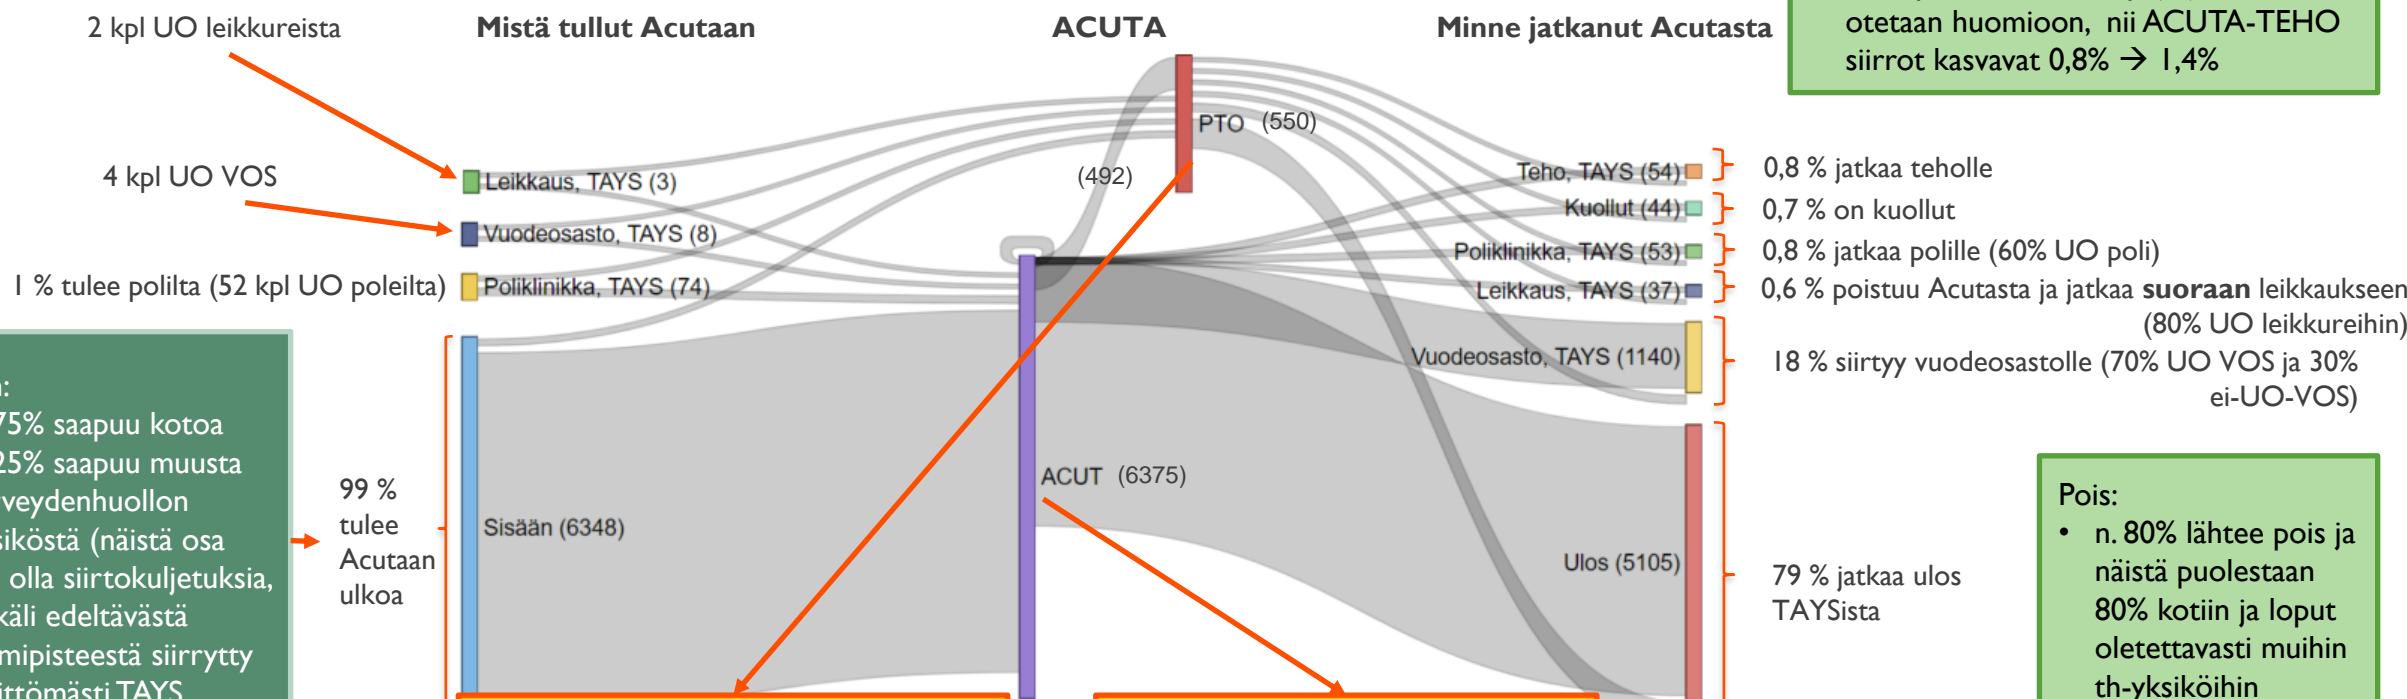 2 kpl UO leikkureista
Mistä tullut Acutaan
ACUTA
Minne jatkanut Acutasta
otetaan huomioon, nii ACUTA-TEHO
siirrot kasvavat 0,8% → 1,4%
PTO (550)
4 kpl UO VOS
Leikkaus, TAYS (3)
(492)
Teho, TAYS (54)
0,8 % jatkaa teholle
Kuollut (44)
0,7 % on kuollut
Vuodeosasto, TAYS (8)
Poliklinikka, TAYS (53)
0,8 % jatkaa polille (60% UO poli)
1 % tulee polilta (52 kpl UO poleilta)
Poliklinikka, TAYS (74)
Leikkaus, TAYS (37)
0,6 % poistuu Acutasta ja jatkaa suoraan leikkaukseen
(80% UO leikkureihin)
Vuodeosasto, TAYS (1140)
18 % siirtyy vuodeosastolle (70% UO VOS ja 30%
ei-UO-VOS)
75% saapuu kotoa
25% saapuu muusta
siköstä (näistä osa
olla siirtokuljetuksia,
edeltävästä
siirrytty
TAYS
99 %
tulee
Acutaan
ulkoa
Sisään (6348)
ACUT (6375)
Ulos (5105)
79 % jatkaa ulos
TAYSista
Pois:
• n. 80% lähtee pois ja
näistä puolestaan
80% kotiin ja loput
oletettavasti muihin
th-yksiköihin